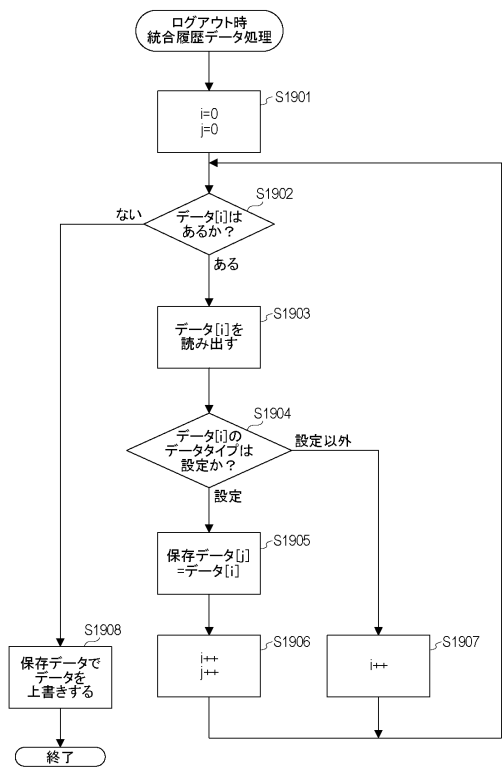 ログアウト時
統合履歴データ処理
S1901
i=0
j=0
S1902
データ[i]は
あるか？
ない
ある
S1903
データ[i]を
読み出す
S1904
データ[i]の
データタイプは
設定か？
設定以外
設定
S1905
保存データ[j]
=データ[i]
S1906
i++
j++
S1907
i++
S1908
保存データで
データを
上書きする
終了